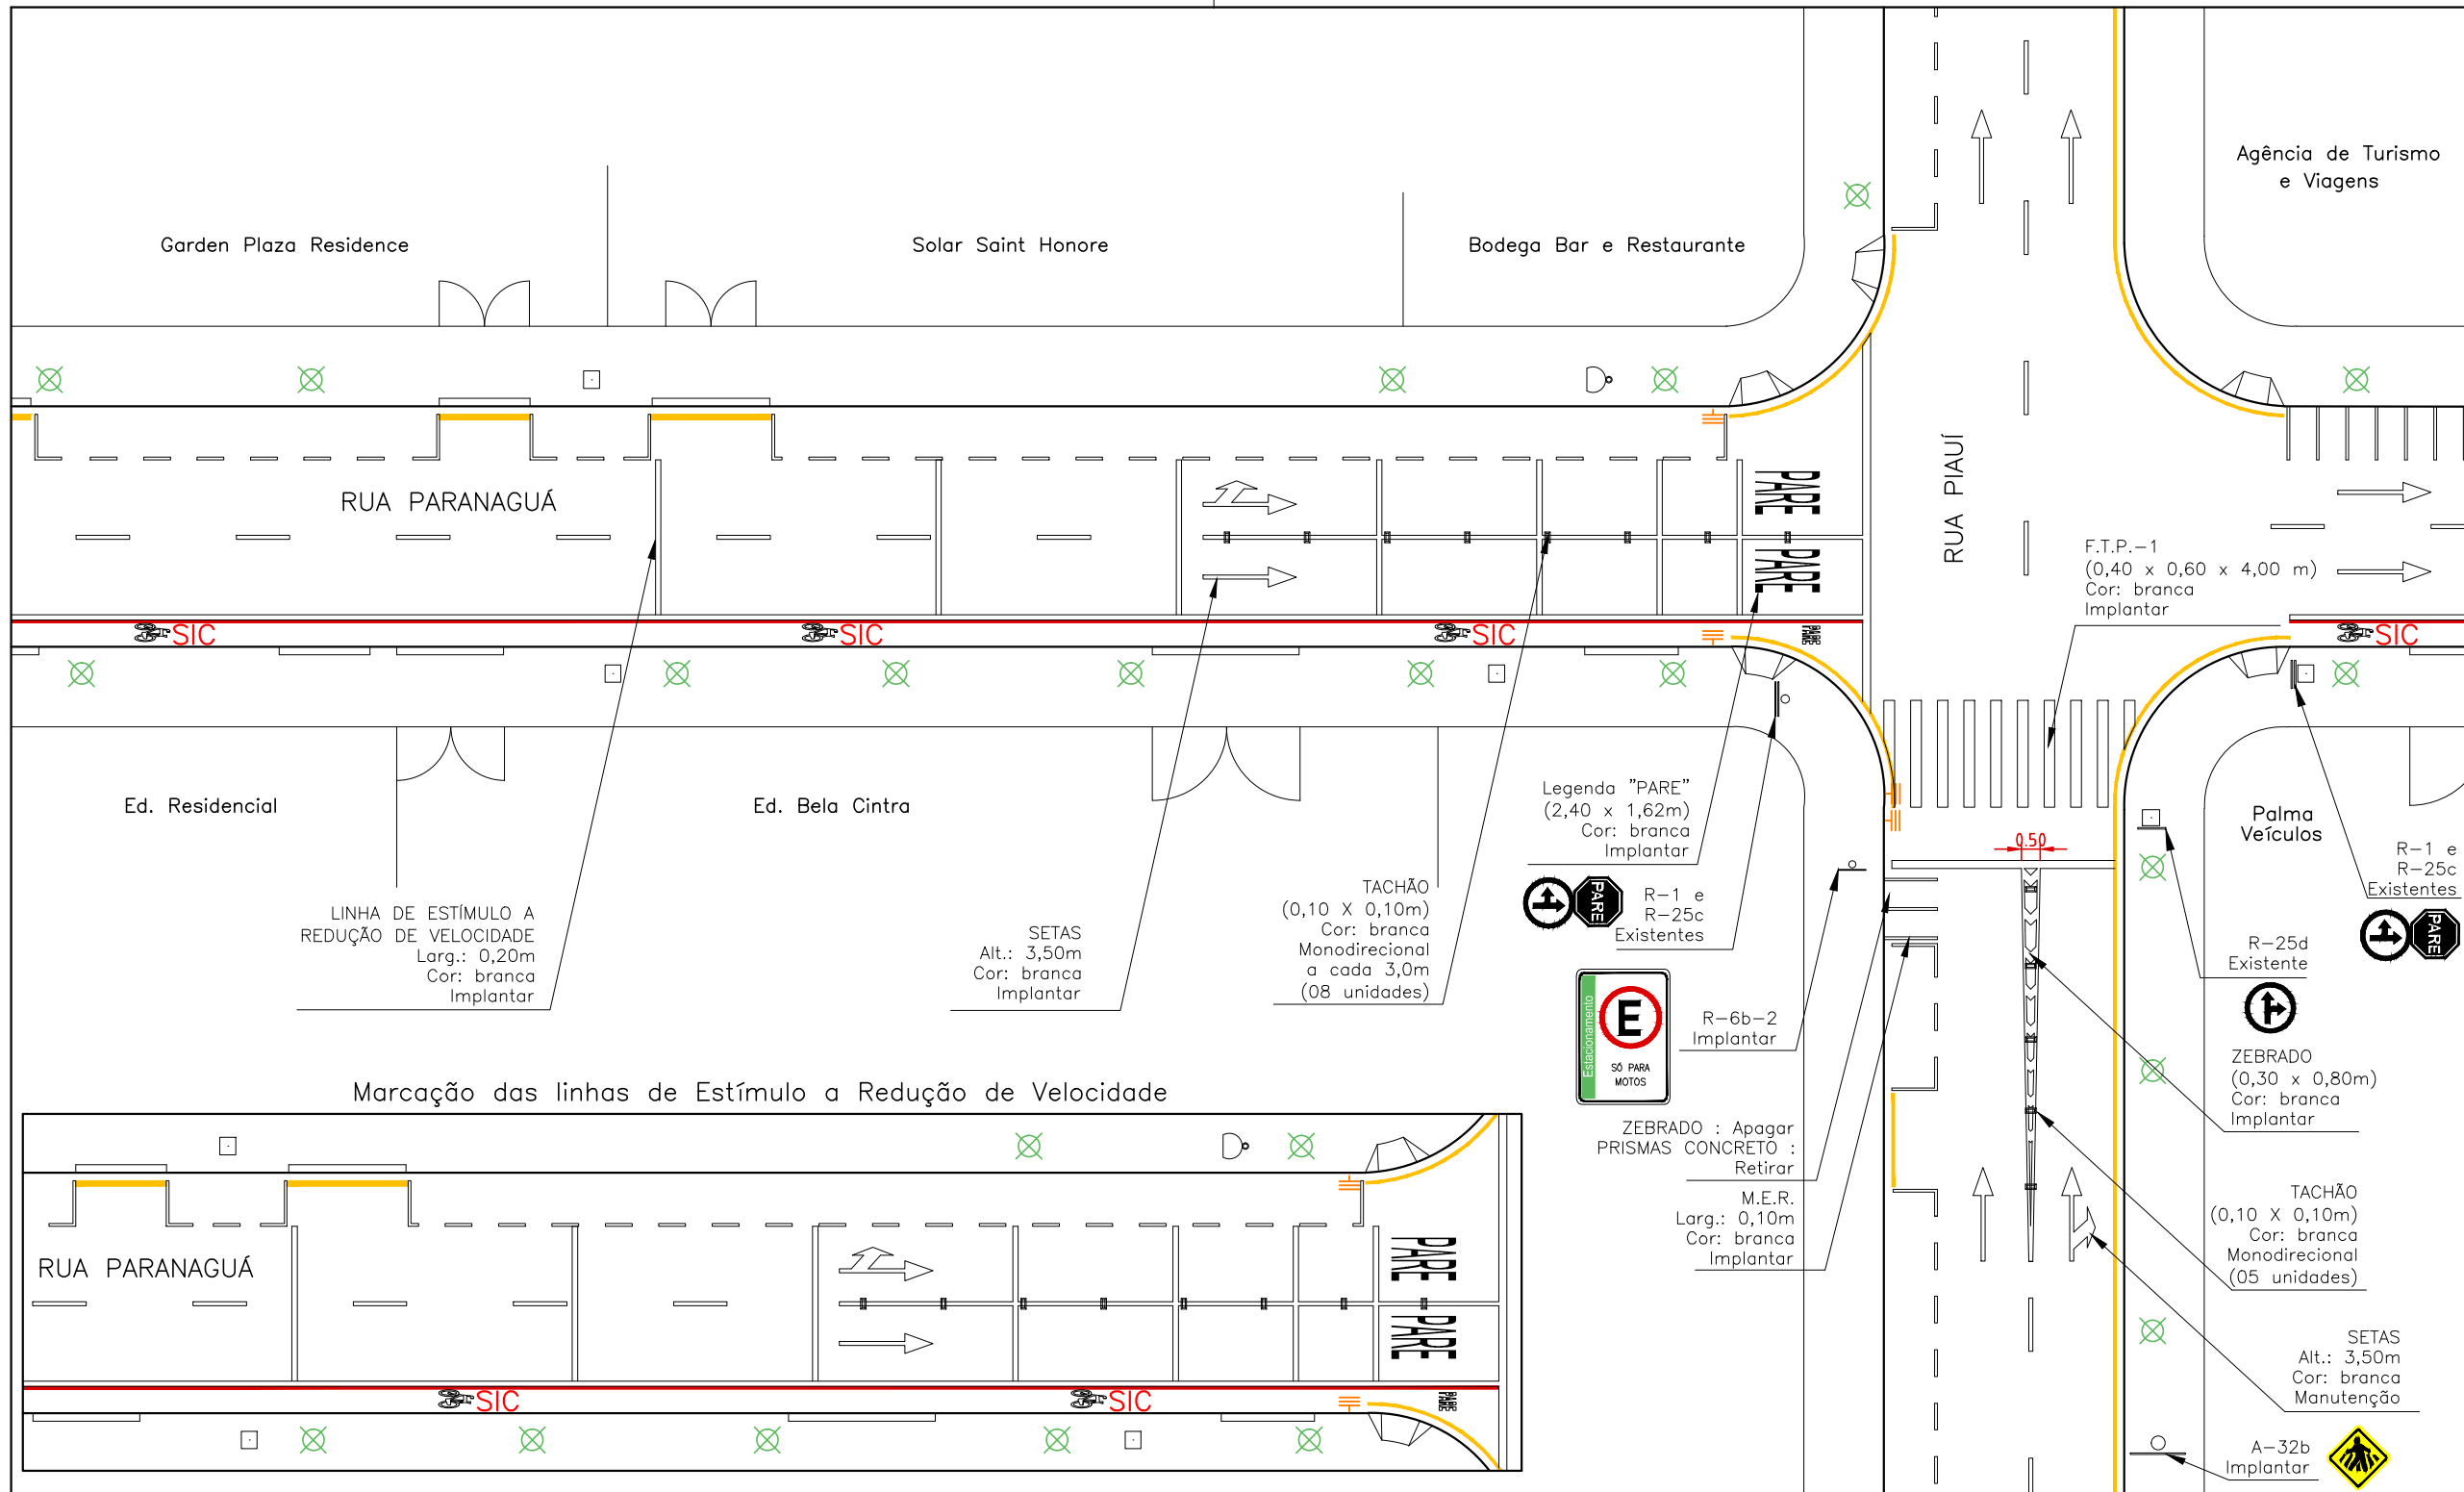 Agência de Turismo
e Viagens
Garden Plaza Residence
Solar Saint Honore
Bodega Bar e Restaurante
RUA PARANAGUÁ
PARE
PARE
RUA PIAUÍ
F.T.P.-1
(0,40 x 0,60 x 4,00 m)
Cor: branca
Implantar
SIC
SIC
SIC
PARE
SIC
Ed. Residencial
Ed. Bela Cintra
Legenda "PARE"
(2,40 x 1,62m)
Cor: branca
Implantar
Palma
Veículos
0.50
R-1 e
R-25c
Existentes
PARE
LINHA DE ESTÍMULO A
REDUÇÃO DE VELOCIDADE
Larg.: 0,20m
Cor: branca
Implantar
SETAS
Alt.: 3,50m
Cor: branca
Implantar
TACHÃO
(0,10 X 0,10m)
Cor: branca
Monodirecional
a cada 3,0m
(08 unidades)
PARE
R-1 e
R-25c
Existentes
R-25d
Existente
Estacionamento
E
SÓ PARA
MOTOS
R-6b-2
Implantar
ZEBRADO
(0,30 x 0,80m)
Cor: branca
Implantar
ZEBRADO : Apagar
PRISMAS CONCRETO :
Retirar
M.E.R.
Larg.: 0,10m
Cor: branca
Implantar
TACHÃO
(0,10 X 0,10m)
Cor: branca
Monodirecional
(05 unidades)
SETAS
Alt.: 3,50m
Cor: branca
Manutenção
A-32b
Implantar
Marcação das linhas de Estímulo a Redução de Velocidade
RUA PARANAGUÁ
PARE
PARE
SIC
SIC
PARE